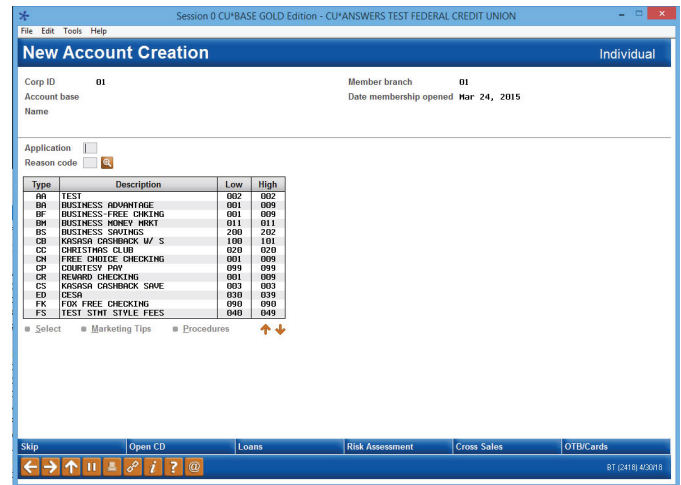 Session 0 CU*BASE GOLD Edition - CU*ANSWERS TEST FEDERAL CREDIT UNION
File Edit Tools Help
New Account Creation Individual
Corp ID 01 Member branch 01
Account base Date membership opened Mar 24, 2015
Name
Application
Reason code
Type Description Low High
AA TEST 002 002
BA BUSINESS ADVANTAGE 001 009
BF BUSINESS-FREE CHKING 001 009
BM BUSINESS MONEY MRKT 011 011
BS BUSINESS SAVINGS 200 202
CB KASASA CASHBACK W/ S 100 101
CC CHRISTMAS CLUB 020 020
CN FREE CHOICE CHECKING 001 009
CP COURTESY PAY 099 099
CR REWARD CHECKING 001 009
CS KASASA CASHBACK SAVE 003 003
ED CESA 030 039
FK FOX FREE CHECKING 090 090
FS TEST STMT STYLE FEES 040 049
Select Marketing Tips Procedures
Skip Open CD Loans Risk Assessment Cross Sales OTB/Cards
BT (2418) 4/30/18